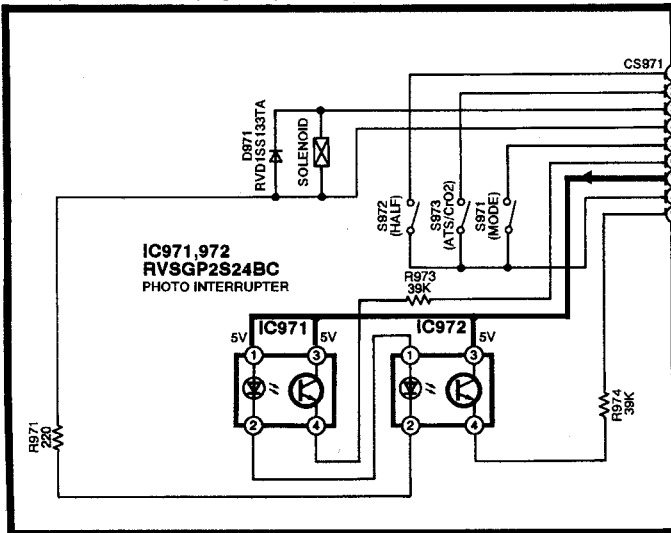 CS971
D971
RVD1SS133TA
SOLENOID
S972
(HALF)
S973
(ATS/CrO2)
S971
(MODE)
IC971,972
RVSGP2S24BC
PHOTO INTERRUPTER
R973
39K
5V
IC971
5V
IC972
5V
1
3
1
3
2
4
2
4
R971
220
R974
39K